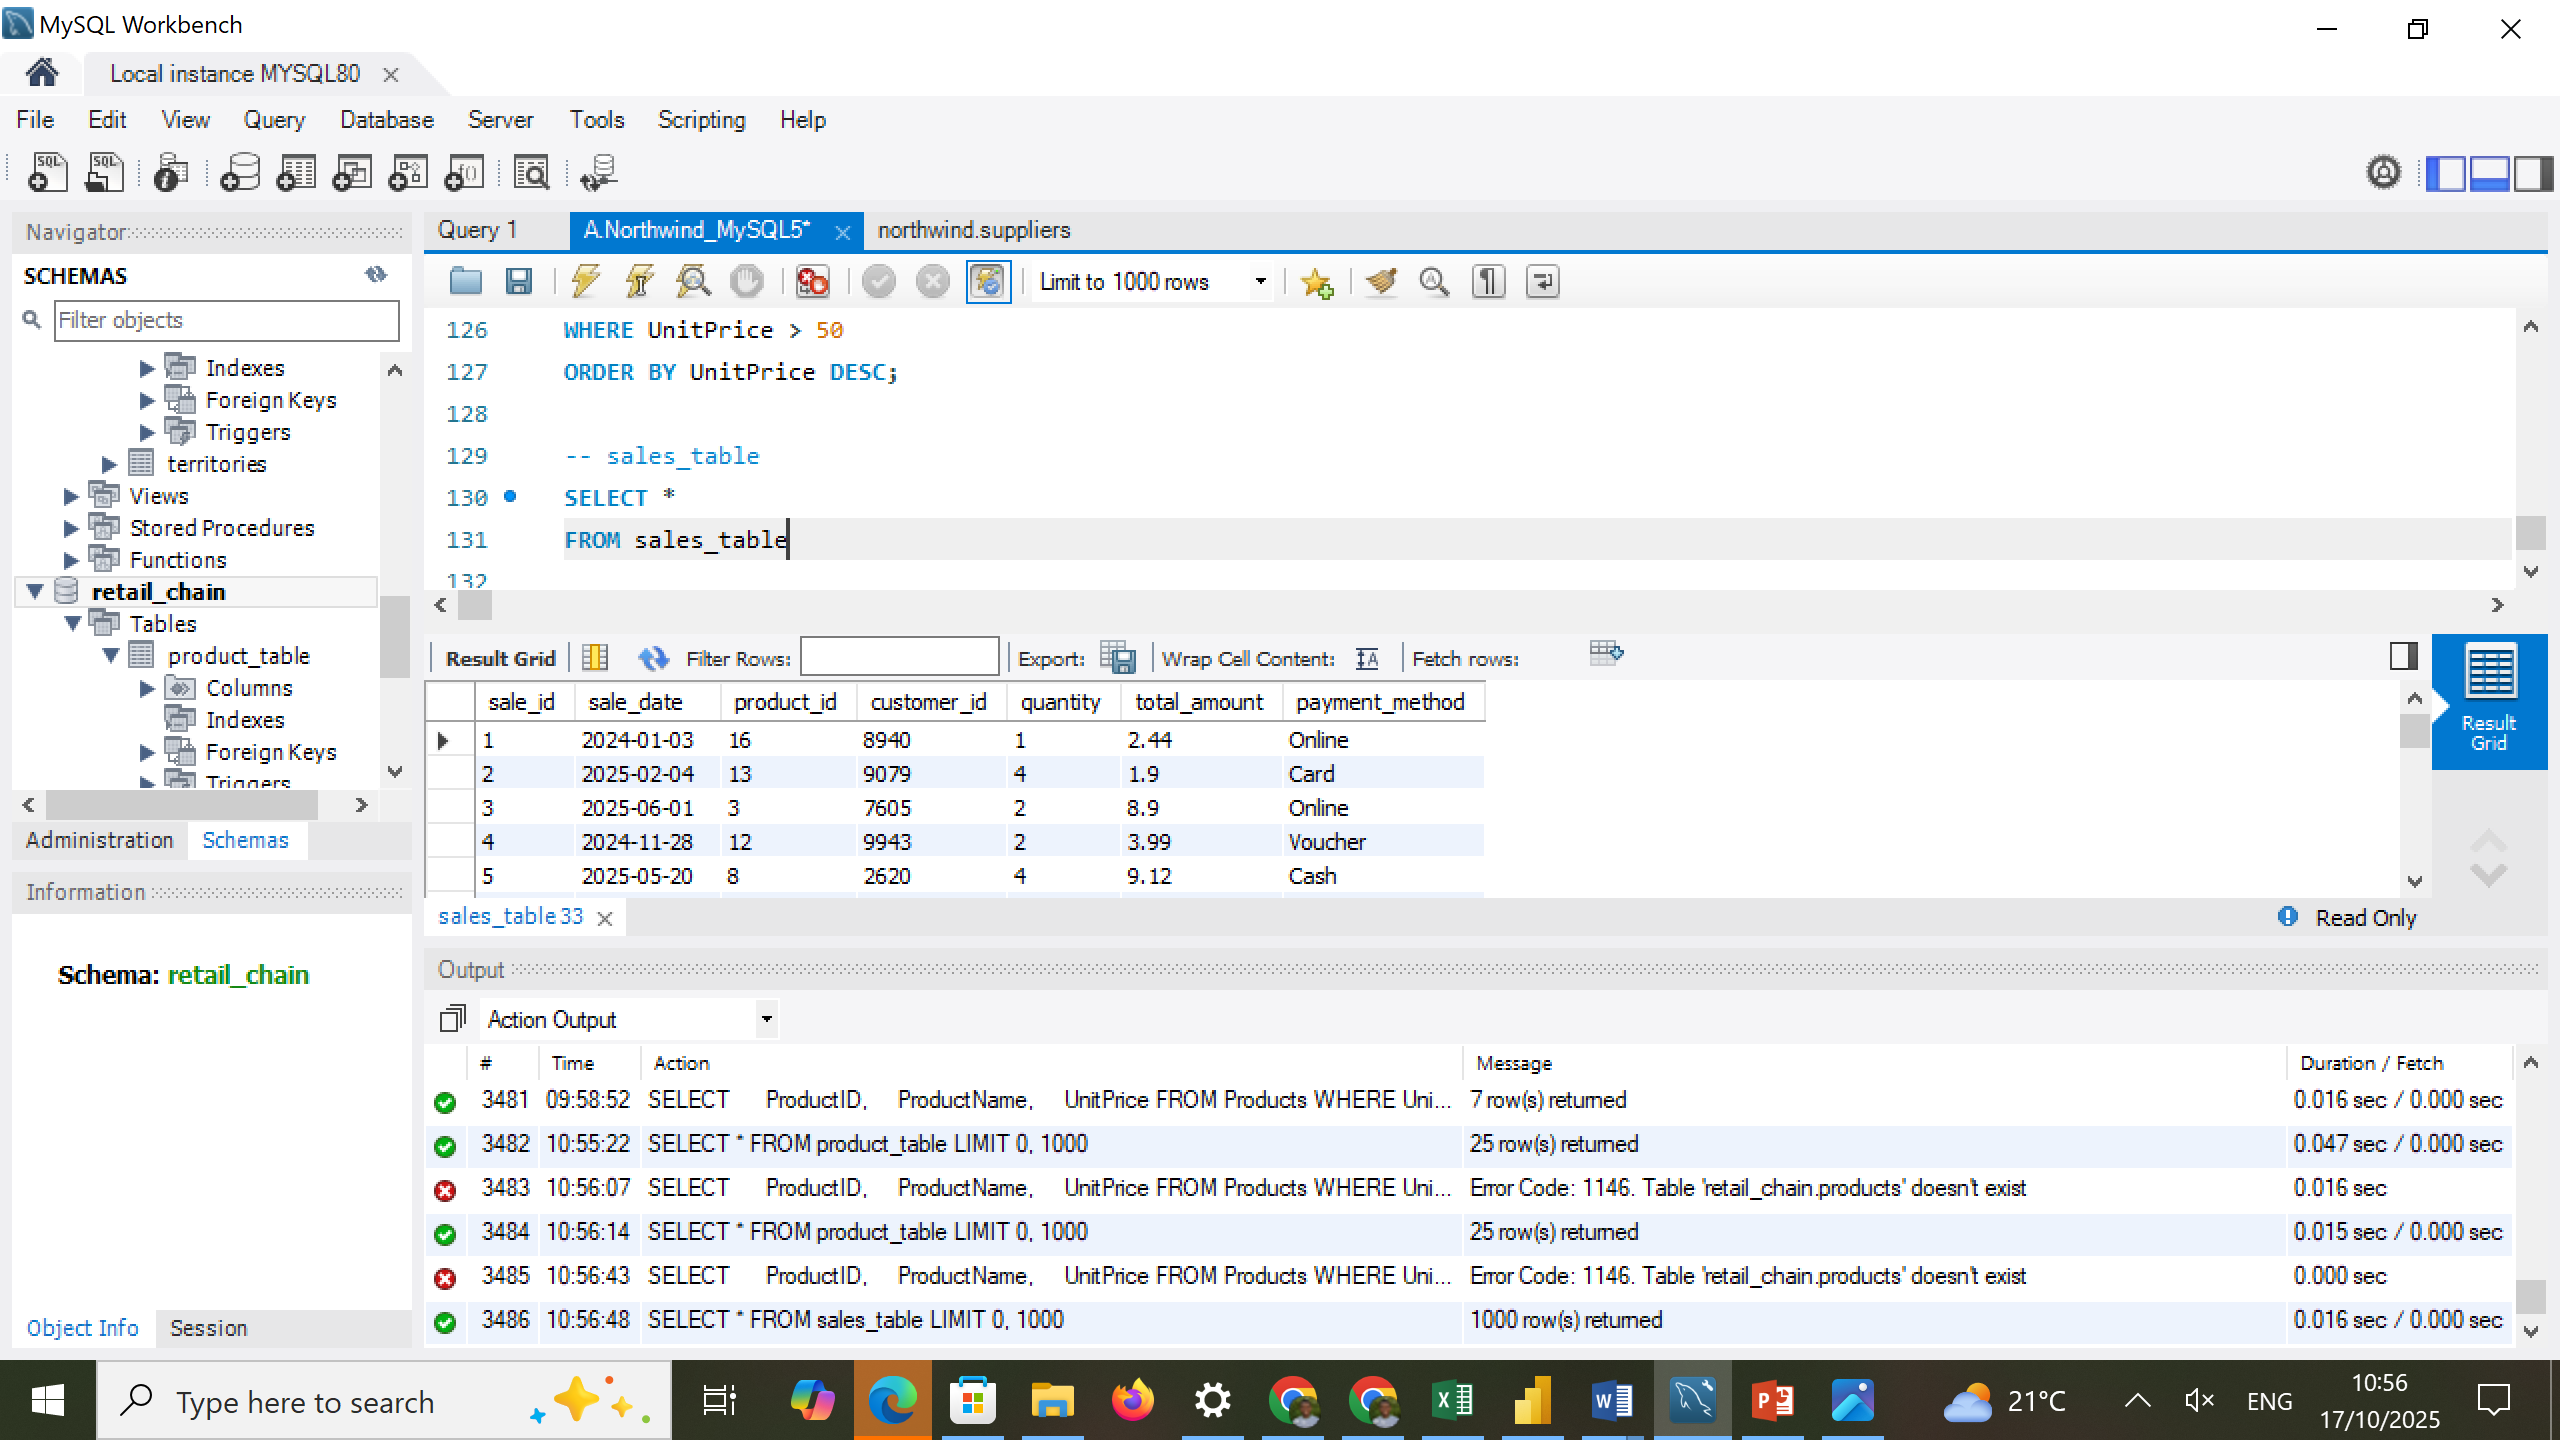 MySQL Workbench
Local instance MYSQL80
File Edit View Query Database Server Tools Scripting Help
Navigator
SCHEMAS
Filter objects
Indexes
Foreign Keys
Triggers
territories
Views
Stored Procedures
Functions
retail_chain
Tables
product_table
Columns
Indexes
Foreign Keys
Triggers
Administration Schemas
Information
Schema: retail_chain
Object Info Session
Query 1 A.Northwind_MySQL5* northwind.suppliers
Limit to 1000 rows
126 WHERE UnitPrice > 50
127 ORDER BY UnitPrice DESC;
128
129 -- sales_table
130 SELECT *
131 FROM sales_table
132
Result Grid Filter Rows: Export: Wrap Cell Content: Fetch rows:
sale_id sale_date product_id customer_id quantity total_amount payment_method
1 2024-01-03 16 8940 1 2.44 Online
2 2025-02-04 13 9079 4 1.9 Card
3 2025-06-01 3 7605 2 8.9 Online
4 2024-11-28 12 9943 2 3.99 Voucher
5 2025-05-20 8 2620 4 9.12 Cash
Result
Grid
sales_table 33 Read Only
Output
Action Output
# Time Action Message Duration / Fetch
3481 09:58:52 SELECT ProductID, ProductName, UnitPrice FROM Products WHERE Uni... 7 row(s) returned 0.016 sec / 0.000 sec
3482 10:55:22 SELECT * FROM product_table LIMIT 0, 1000 25 row(s) returned 0.047 sec / 0.000 sec
3483 10:56:07 SELECT ProductID, ProductName, UnitPrice FROM Products WHERE Uni... Error Code: 1146. Table 'retail_chain.products' doesn't exist 0.016 sec
3484 10:56:14 SELECT * FROM product_table LIMIT 0, 1000 25 row(s) returned 0.015 sec / 0.000 sec
3485 10:56:43 SELECT ProductID, ProductName, UnitPrice FROM Products WHERE Uni... Error Code: 1146. Table 'retail_chain.products' doesn't exist 0.000 sec
3486 10:56:48 SELECT * FROM sales_table LIMIT 0, 1000 1000 row(s) returned 0.016 sec / 0.000 sec
Type here to search
21°C ENG
10:56
17/10/2025